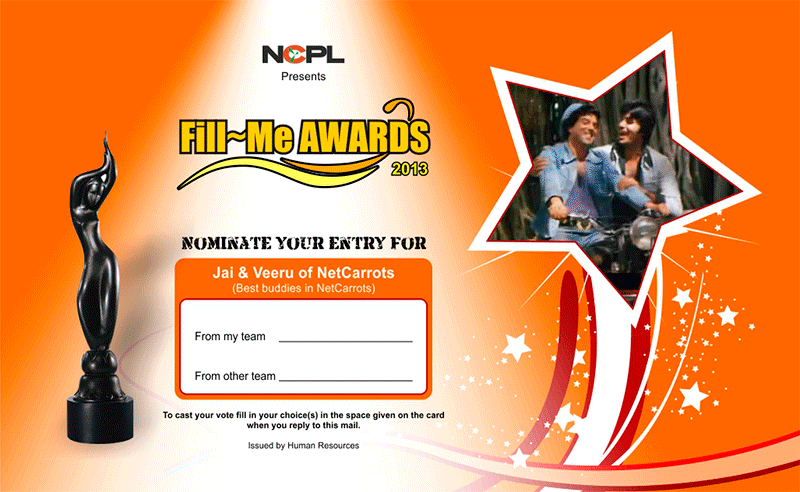 NCPL
Presents
Fill~Me AWARDS
2013
NOMINATE YOUR ENTRY FOR
Jai & Veeru of NetCarrots
(Best buddies in NetCarrots)
From my team
From other team
To cast your vote fill in your choice(s) in the space given on the card
when you reply to this mail.
Issued by Human Resources